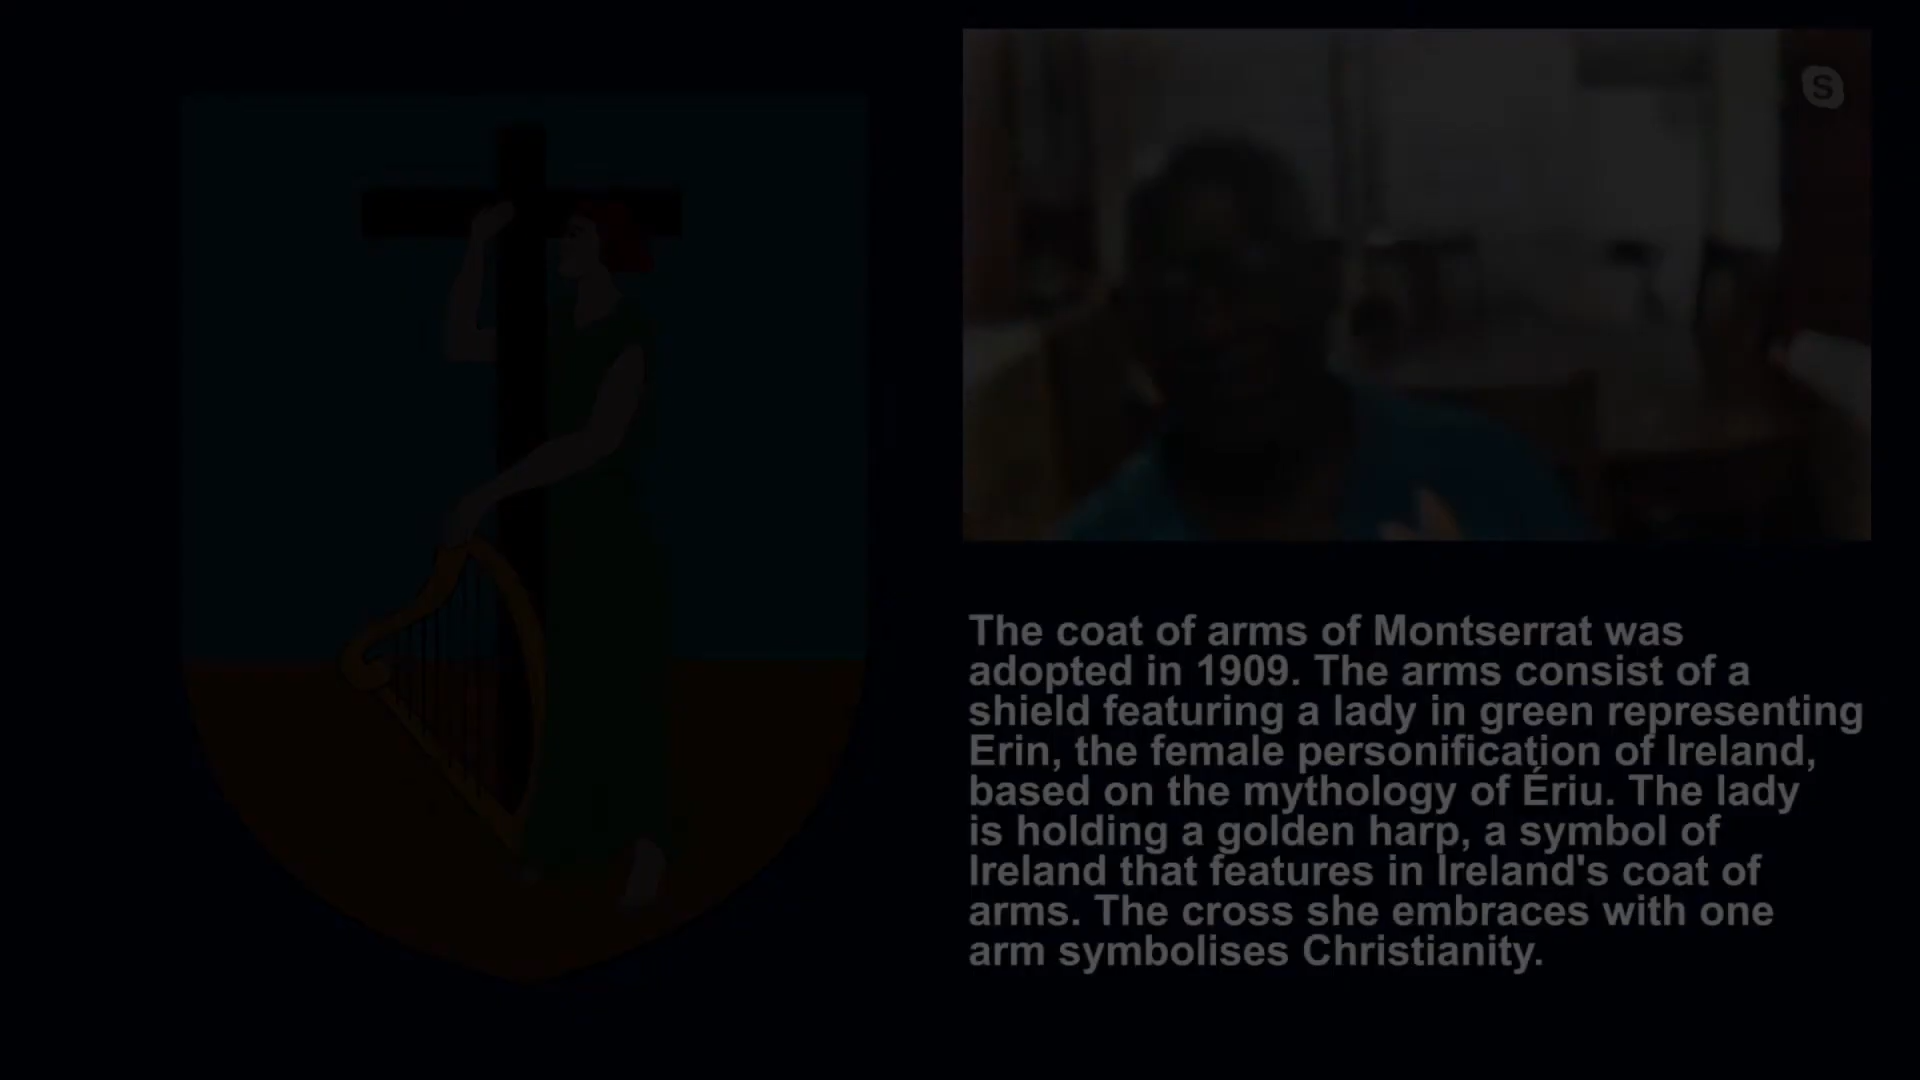 S
The coat of arms of Montserrat was
adopted in 1909. The arms consist of a
shield featuring a lady in green representing
Erin, the female personification of Ireland,
based on the mythology of Ériu. The lady
is holding a golden harp, a symbol of
Ireland that features in Ireland's coat of
arms. The cross she embraces with one
arm symbolises Christianity.